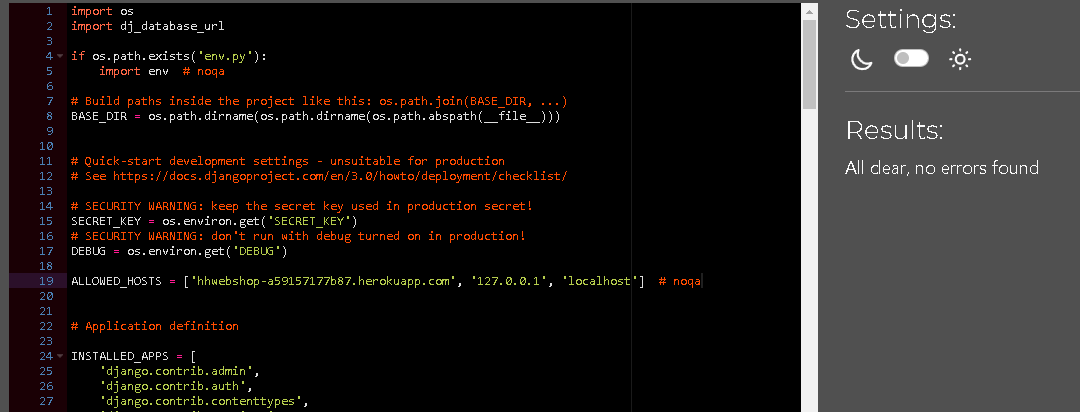 1 import os
2 import dj_database_url
3
4 if os.path.exists('env.py'):
5     import env  # noqa
6
7 # Build paths inside the project like this: os.path.join(BASE_DIR, ...)
8 BASE_DIR = os.path.dirname(os.path.dirname(os.path.abspath(__file__)))
9
10
11 # Quick-start development settings - unsuitable for production
12 # See https://docs.djangoproject.com/en/3.0/howto/deployment/checklist/
13
14 # SECURITY WARNING: keep the secret key used in production secret!
15 SECRET_KEY = os.environ.get('SECRET_KEY')
16 # SECURITY WARNING: don't run with debug turned on in production!
17 DEBUG = os.environ.get('DEBUG')
18
19 ALLOWED_HOSTS = ['hhwebshop-a59157177b87.herokuapp.com', '127.0.0.1', 'localhost']  # noqa
20
21
22 # Application definition
23
24 INSTALLED_APPS = [
25     'django.contrib.admin',
26     'django.contrib.auth',
27     'django.contrib.contenttypes',
Settings:
Results:
All clear, no errors found